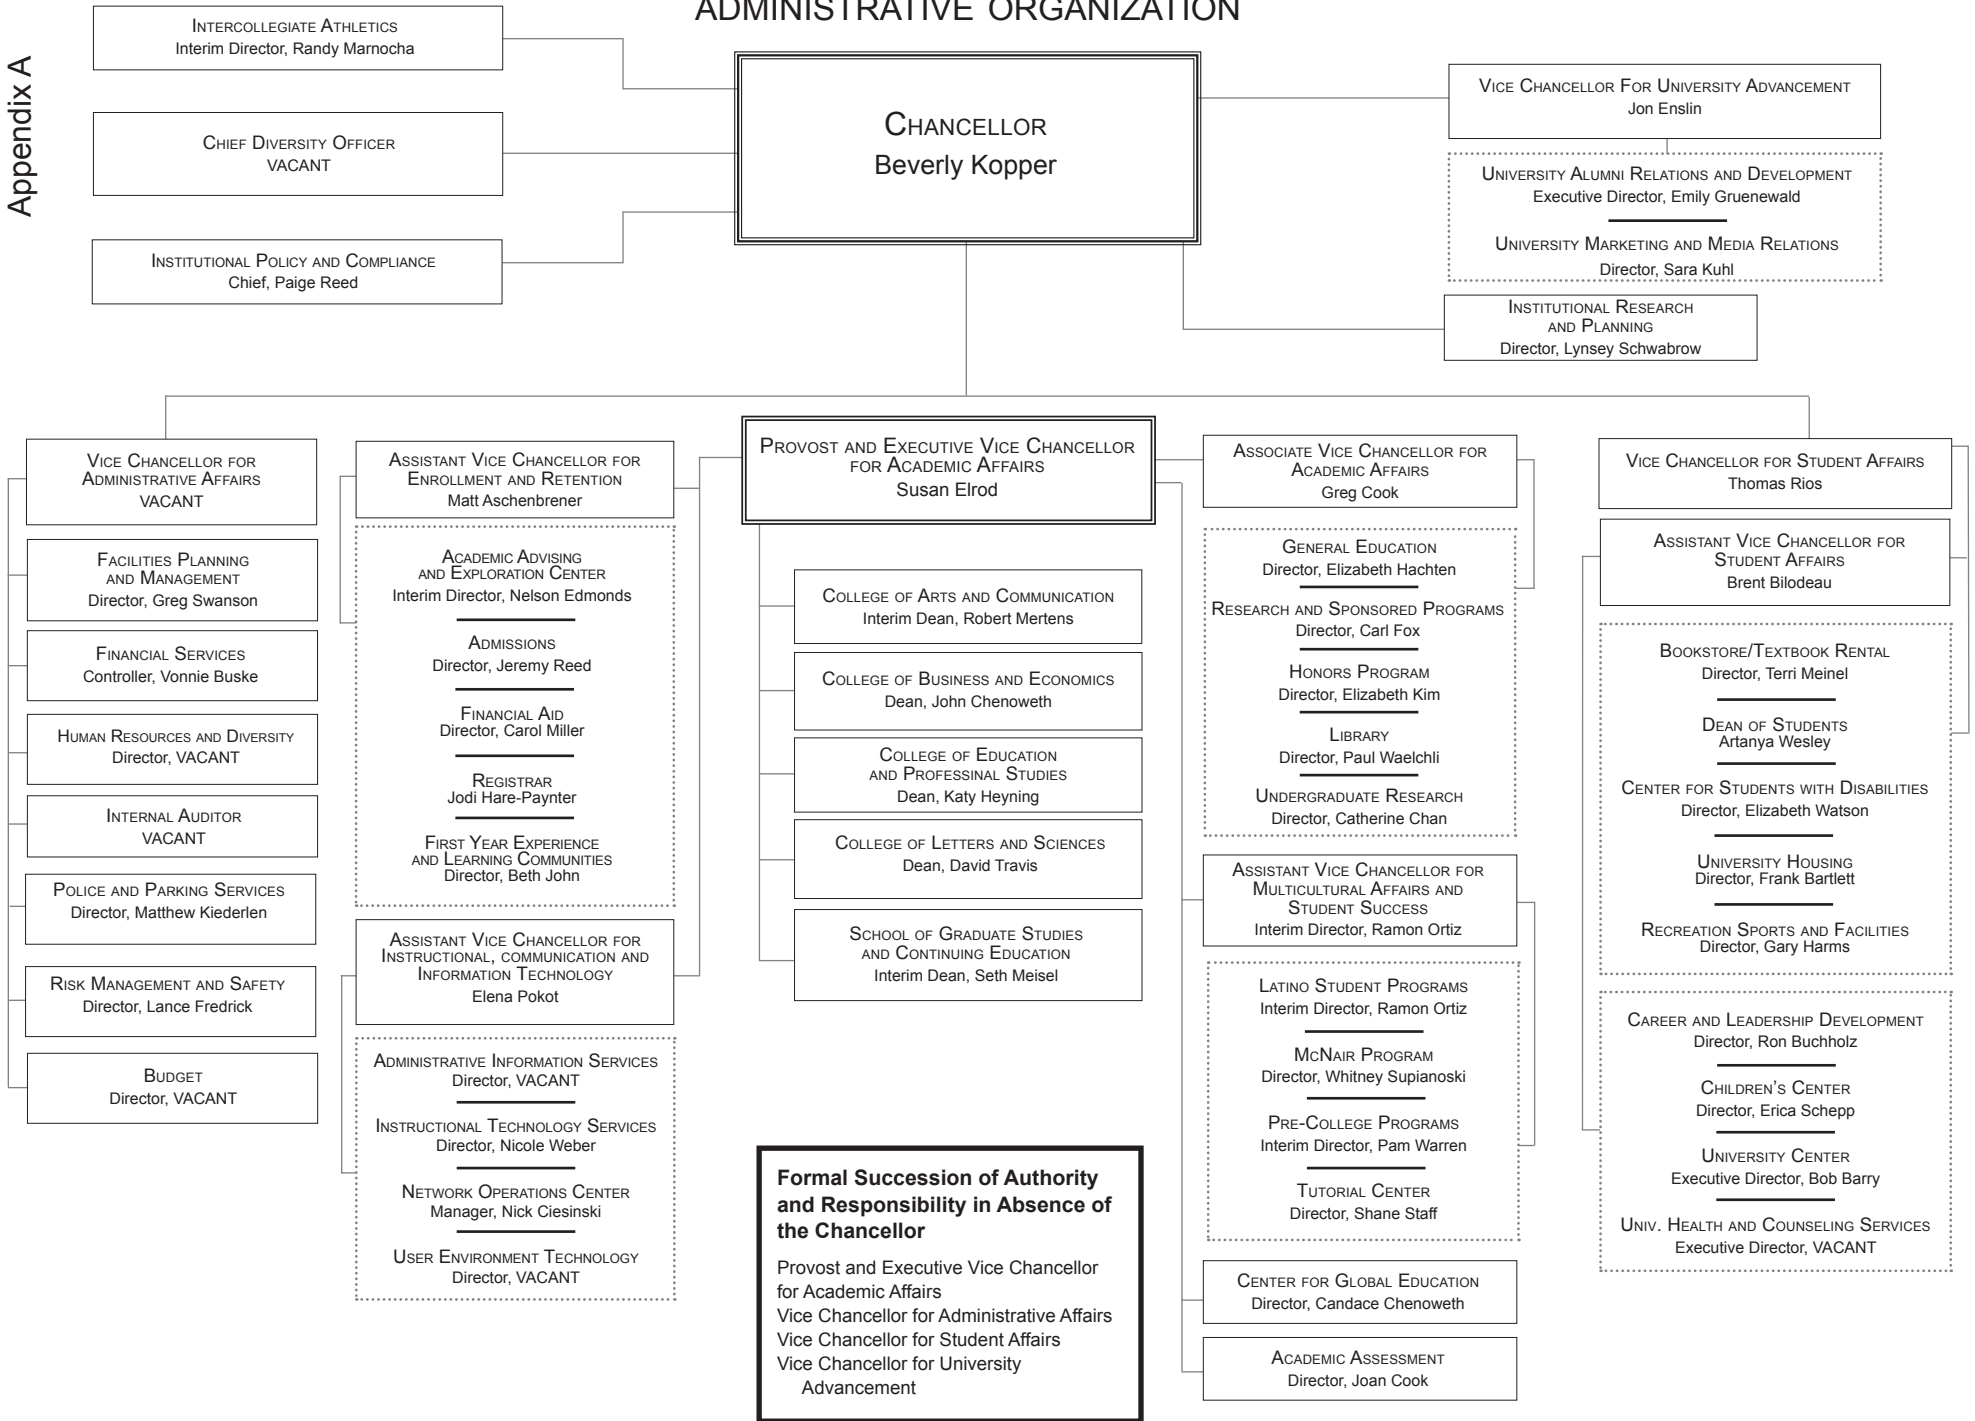 ADMINISTRATIVE ORGANIZATION
Appendix A
INTERCOLLEGIATE ATHLETICS
Interim Director, Randy Marnocha
CHIEF DIVERSITY OFFICER
VACANT
INSTITUTIONAL POLICY AND COMPLIANCE
Chief, Paige Reed
CHANCELLOR
Beverly Kopper
VICE CHANCELLOR FOR UNIVERSITY ADVANCEMENT
Jon Enslin
UNIVERSITY ALUMNI RELATIONS AND DEVELOPMENT
Executive Director, Emily Gruenewald
UNIVERSITY MARKETING AND MEDIA RELATIONS
Director, Sara Kuhl
INSTITUTIONAL RESEARCH
AND PLANNING
Director, Lynsey Schwabrow
VICE CHANCELLOR FOR
ADMINISTRATIVE AFFAIRS
VACANT
FACILITIES PLANNING
AND MANAGEMENT
Director, Greg Swanson
FINANCIAL SERVICES
Controller, Vonnie Buske
HUMAN RESOURCES AND DIVERSITY
Director, VACANT
INTERNAL AUDITOR
VACANT
POLICE AND PARKING SERVICES
Director, Matthew Kiederlen
RISK MANAGEMENT AND SAFETY
Director, Lance Fredrick
BUDGET
Director, VACANT
ASSISTANT VICE CHANCELLOR FOR
ENROLLMENT AND RETENTION
Matt Aschenbrener
ACADEMIC ADVISING
AND EXPLORATION CENTER
Interim Director, Nelson Edmonds
ADMISSIONS
Director, Jeremy Reed
FINANCIAL AID
Director, Carol Miller
REGISTRAR
Jodi Hare-Paynter
FIRST YEAR EXPERIENCE
AND LEARNING COMMUNITIES
Director, Beth John
ASSISTANT VICE CHANCELLOR FOR
INSTRUCTIONAL, COMMUNICATION AND
INFORMATION TECHNOLOGY
Elena Pokot
ADMINISTRATIVE INFORMATION SERVICES
Director, VACANT
INSTRUCTIONAL TECHNOLOGY SERVICES
Director, Nicole Weber
NETWORK OPERATIONS CENTER
Manager, Nick Ciesinski
USER ENVIRONMENT TECHNOLOGY
Director, VACANT
PROVOST AND EXECUTIVE VICE CHANCELLOR
FOR ACADEMIC AFFAIRS
Susan Elrod
COLLEGE OF ARTS AND COMMUNICATION
Interim Dean, Robert Mertens
COLLEGE OF BUSINESS AND ECONOMICS
Dean, John Chenoweth
COLLEGE OF EDUCATION
AND PROFESSINAL STUDIES
Dean, Katy Heyning
COLLEGE OF LETTERS AND SCIENCES
Dean, David Travis
SCHOOL OF GRADUATE STUDIES
AND CONTINUING EDUCATION
Interim Dean, Seth Meisel
Formal Succession of Authority
and Responsibility in Absence of
the Chancellor
Provost and Executive Vice Chancellor
for Academic Affairs
Vice Chancellor for Administrative Affairs
Vice Chancellor for Student Affairs
Vice Chancellor for University
Advancement
ASSOCIATE VICE CHANCELLOR FOR
ACADEMIC AFFAIRS
Greg Cook
GENERAL EDUCATION
Director, Elizabeth Hachten
RESEARCH AND SPONSORED PROGRAMS
Director, Carl Fox
HONORS PROGRAM
Director, Elizabeth Kim
LIBRARY
Director, Paul Waelchli
UNDERGRADUATE RESEARCH
Director, Catherine Chan
ASSISTANT VICE CHANCELLOR FOR
MULTICULTURAL AFFAIRS AND
STUDENT SUCCESS
Interim Director, Ramon Ortiz
LATINO STUDENT PROGRAMS
Interim Director, Ramon Ortiz
MCNAIR PROGRAM
Director, Whitney Supianoski
PRE-COLLEGE PROGRAMS
Interim Director, Pam Warren
TUTORIAL CENTER
Director, Shane Staff
CENTER FOR GLOBAL EDUCATION
Director, Candace Chenoweth
ACADEMIC ASSESSMENT
Director, Joan Cook
VICE CHANCELLOR FOR STUDENT AFFAIRS
Thomas Rios
ASSISTANT VICE CHANCELLOR FOR
STUDENT AFFAIRS
Brent Bilodeau
BOOKSTORE/TEXTBOOK RENTAL
Director, Terri Meinel
DEAN OF STUDENTS
Artanya Wesley
CENTER FOR STUDENTS WITH DISABILITIES
Director, Elizabeth Watson
UNIVERSITY HOUSING
Director, Frank Bartlett
RECREATION SPORTS AND FACILITIES
Director, Gary Harms
CAREER AND LEADERSHIP DEVELOPMENT
Director, Ron Buchholz
CHILDREN'S CENTER
Director, Erica Schepp
UNIVERSITY CENTER
Executive Director, Bob Barry
UNIV. HEALTH AND COUNSELING SERVICES
Executive Director, VACANT